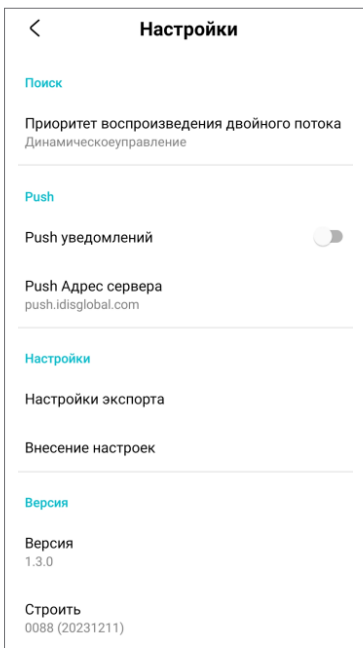 Настройки
Поиск
Приоритет воспроизведения двойного потока
Динамическоеуправление
Push
Push уведомлений
Push Адрес сервера
push.idisglobal.com
Настройки
Настройки экспорта
Внесение настроек
Версия
Версия
1.3.0
Строить
0088 (20231211)